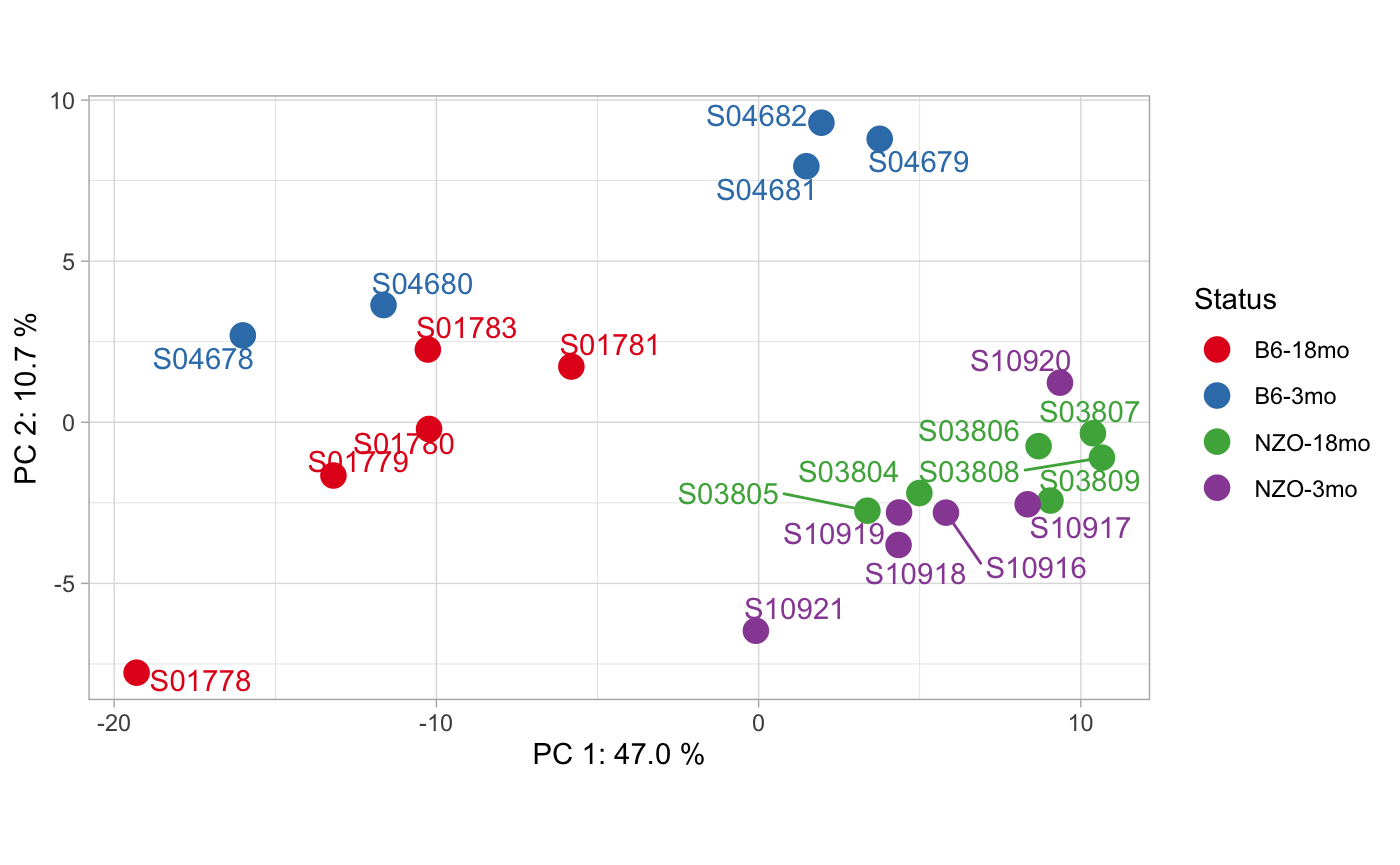 10
5
0
-5
-20
-10
0
10
PC 2: 10.7 %
PC 1: 47.0 %
S04682
S04679
S04681
S04680
S04678
S01783
S01781
S01780
S01779
S01778
S10920
S03807
S03806
S03804
S03808
S03809
S03805
S10919
S10917
S10918
S10916
S10921
Status
B6-18mo
B6-3mo
NZO-18mo
NZO-3mo